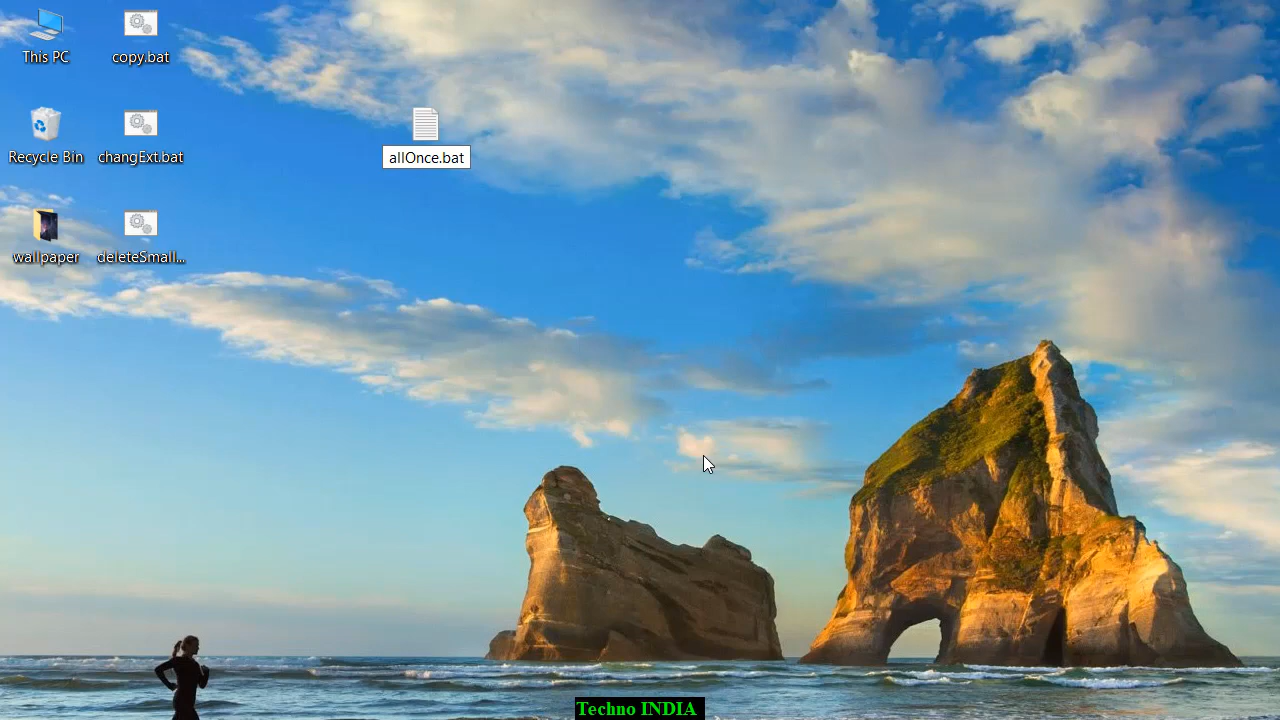 This PC
copy.bat
Recycle Bin
changExt.bat
allOnce.bat
wallpaper
deleteSmall...
Techno INDIA